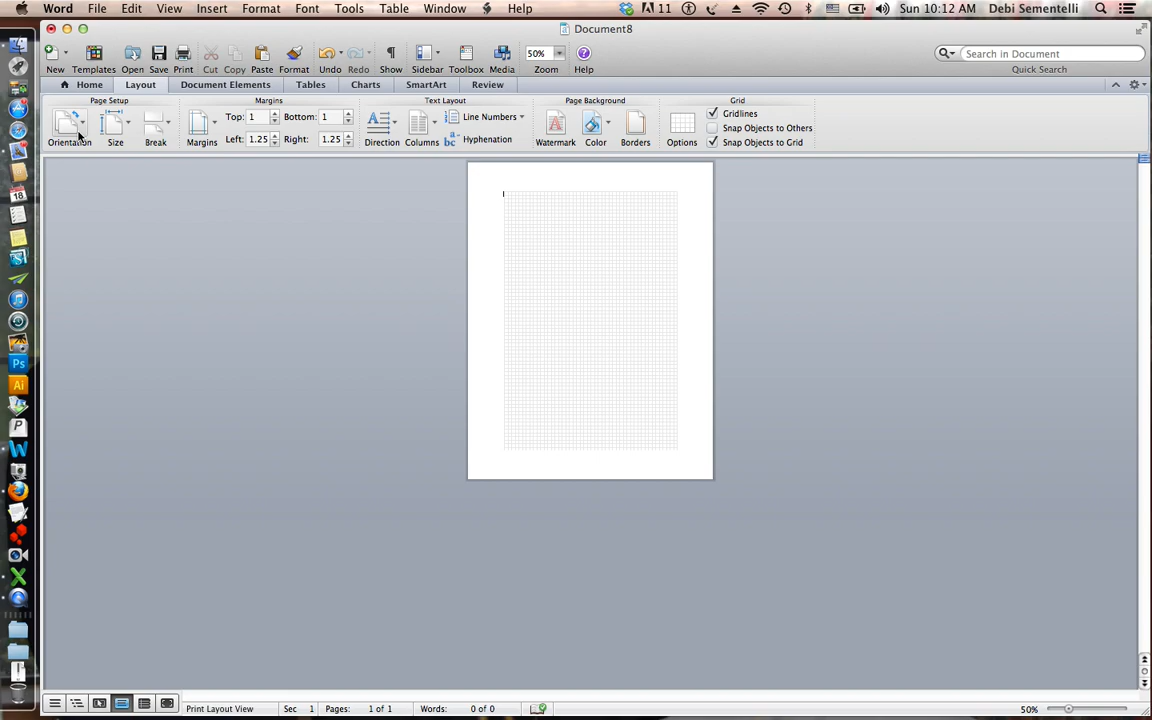 Word File Edit View Insert Format Font Tools Table Window Help 11 Sun 10:12 AM Debi Sementelli
Document8
New Templates Open Save Print Cut Copy Paste Format Undo Redo Show Sidebar Toolbox Media 50% Zoom Help Search in Document Quick Search
Home Layout Document Elements Tables Charts SmartArt Review
Page Setup Margins Text Layout Page Background Grid
Top: 1 Bottom: 1 Line Numbers Gridlines
Snap Objects to Others
Left: 1.25 Right: 1.25 abc Hyphenation
Orientation Size Break Margins Direction Columns Watermark Color Borders Options Snap Objects to Grid
Ps
Ai
P
W
X
Print Layout View Sec 1 Pages: 1 of 1 Words: 0 of 0 50%